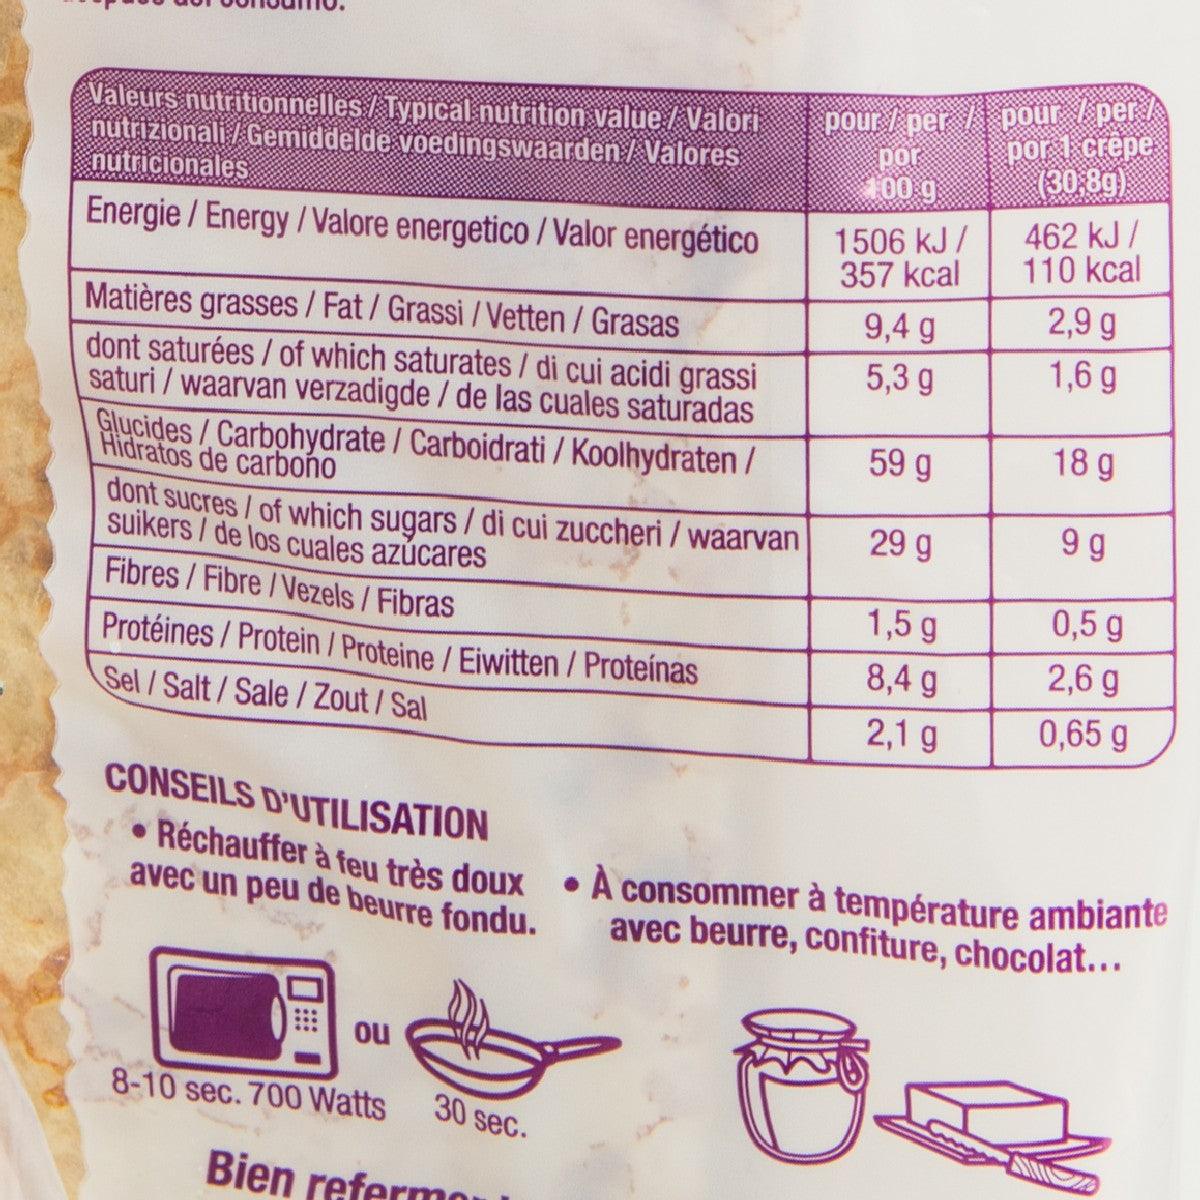 Valeurs nutritionnelles / Typical nutrition value / Valori
nutrizionali / Gemiddelde voedingswaarden / Valores
nutricionales
pour / per /
por
100 g
pour / per /
por 1 crêpe
(30,8g)
Energie / Energy / Valore energetico / Valor energético
1506 kJ /
357 kcal
462 kJ /
110 kcal
Matières grasses / Fat / Grassi / Vetten / Grasas
9,4 g
2,9 g
dont saturées / of which saturates / di cui acidi grassi
saturi / waarvan verzadigde / de las cuales saturadas
5,3 g
1,6 g
Glucides / Carbohydrate / Carboidrati / Koolhydraten /
Hidratos de carbono
59 g
18 g
dont sucres / of which sugars / di cui zuccheri / waarvan
suikers / de los cuales azúcares
29 g
9 g
Fibres / Fibre / Vezels / Fibras
1,5 g
0,5 g
Protéines / Protein / Proteine / Eiwitten / Proteínas
8,4 g
2,6 g
Sel / Salt / Sale / Zout / Sal
2,1 g
0,65 g
CONSEILS D'UTILISATION
• Réchauffer à feu très doux
avec un peu de beurre fondu.
• À consommer à température ambiante
avec beurre, confiture, chocolat...
ou
8-10 sec. 700 Watts
30 sec.
Bien